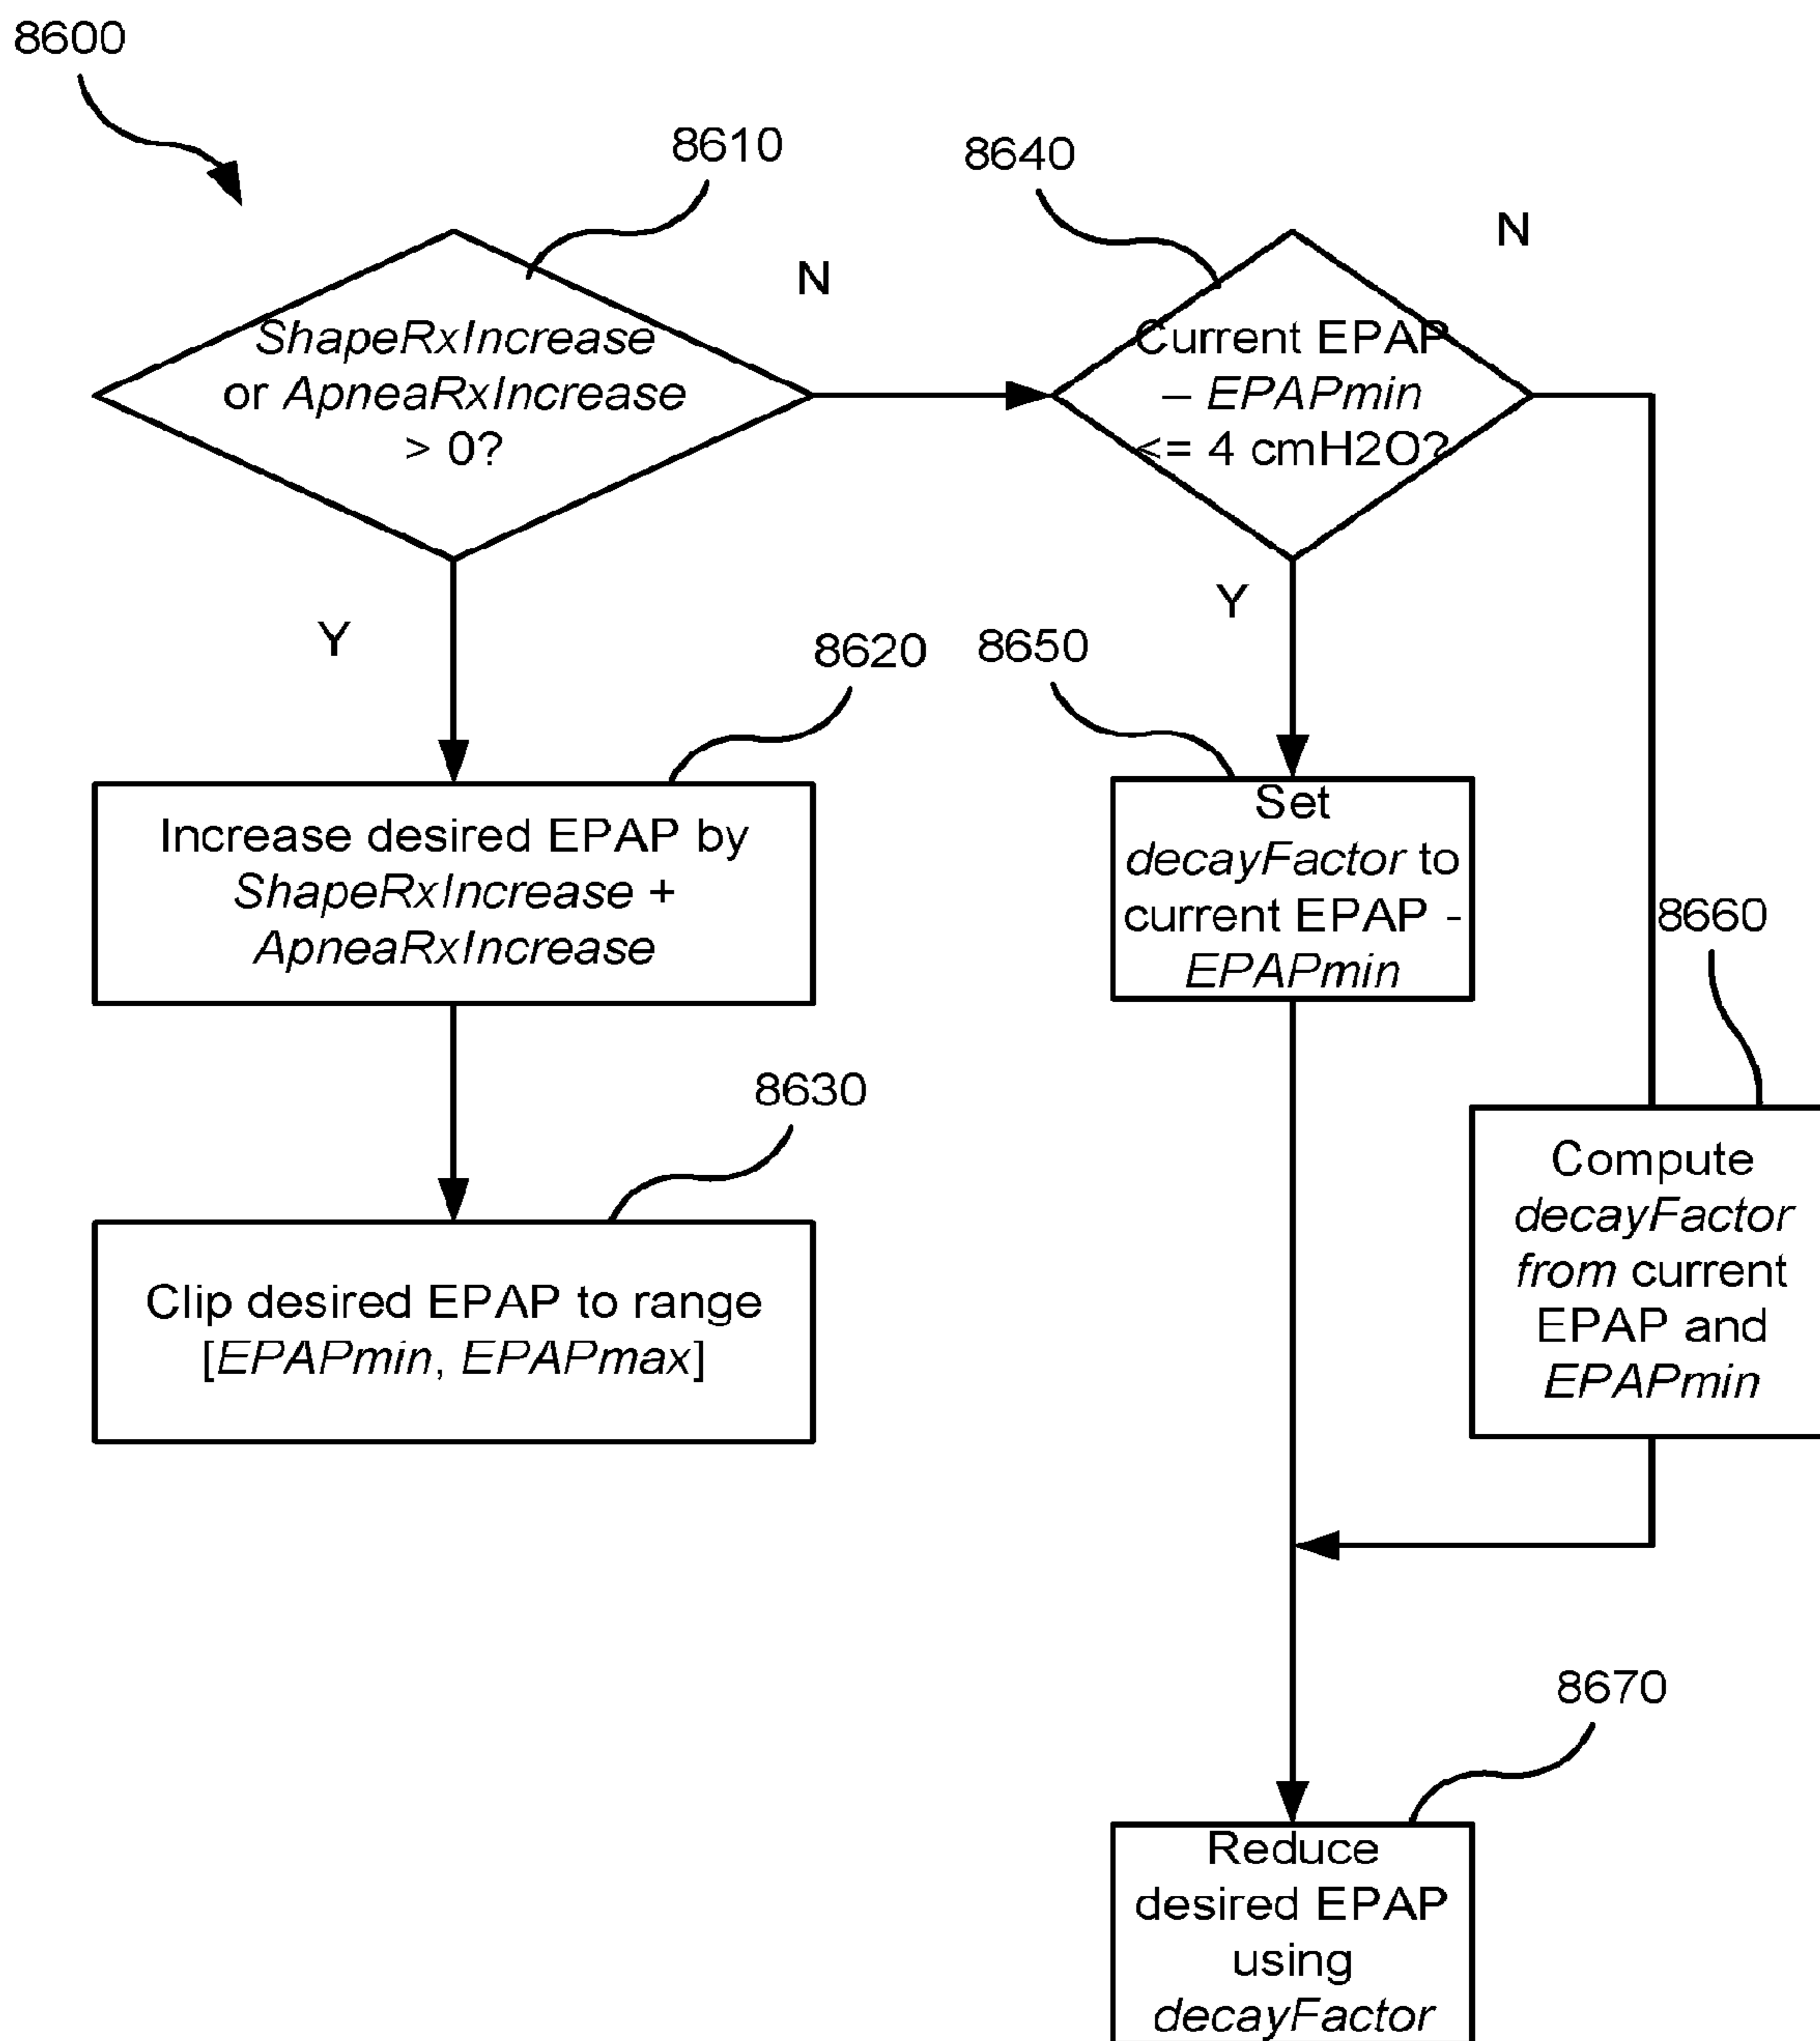 8600
8610
ShapeRxIncrease
or ApneaRxIncrease
> 0?
N
Y
8620
Increase desired EPAP by
ShapeRxIncrease +
ApneaRxIncrease
8630
Clip desired EPAP to range
[EPAPmin, EPAPmax]
8640
Current EPAP
– EPAPmin
<= 4 cmH2O?
N
Y
8650
Set
decayFactor to
current EPAP -
EPAPmin
8660
Compute
decayFactor
from current
EPAP and
EPAPmin
8670
Reduce
desired EPAP
using
decayFactor